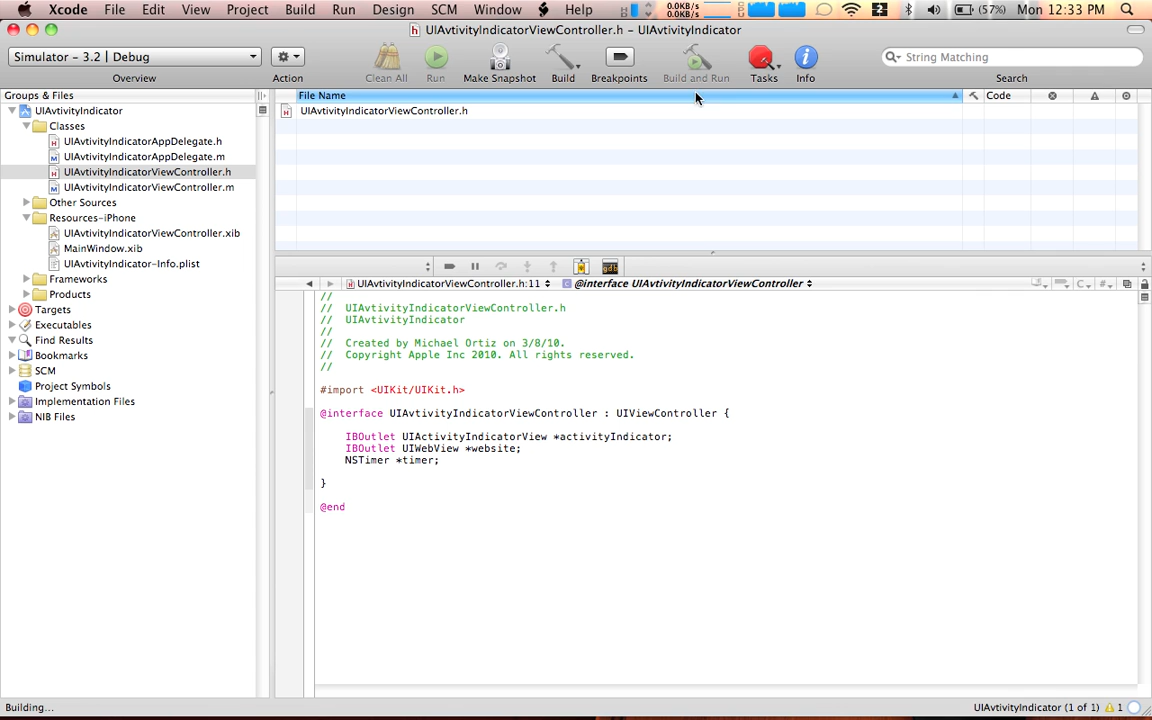 Xcode File Edit View Project Build Run Design SCM Window Help 0.0KB/s 0.0KB/s (57%) Mon 12:33 PM
UIAvtivityIndicatorViewController.h - UIAvtivityIndicator
Simulator - 3.2 | Debug String Matching
Overview Action Clean All Run Make Snapshot Build Breakpoints Build and Run Tasks Info Search
Groups & Files File Name Code
UIAvtivityIndicator
UIAvtivityIndicatorViewController.h
Classes
UIAvtivityIndicatorAppDelegate.h
UIAvtivityIndicatorAppDelegate.m
UIAvtivityIndicatorViewController.h
UIAvtivityIndicatorViewController.m
Other Sources
Resources-iPhone
UIAvtivityIndicatorViewController.xib
MainWindow.xib
UIAvtivityIndicator-Info.plist
Frameworks
Products
Targets
Executables
Find Results
Bookmarks
SCM
Project Symbols
Implementation Files
NIB Files
gdb
UIAvtivityIndicatorViewController.h:11 @interface UIAvtivityIndicatorViewController
//
// UIAvtivityIndicatorViewController.h
// UIAvtivityIndicator
//
// Created by Michael Ortiz on 3/8/10.
// Copyright Apple Inc 2010. All rights reserved.
//
#import <UIKit/UIKit.h>
@interface UIAvtivityIndicatorViewController : UIViewController {
IBOutlet UIActivityIndicatorView *activityIndicator;
IBOutlet UIWebView *website;
NSTimer *timer;
}
@end
Building... UIAvtivityIndicator (1 of 1) 1